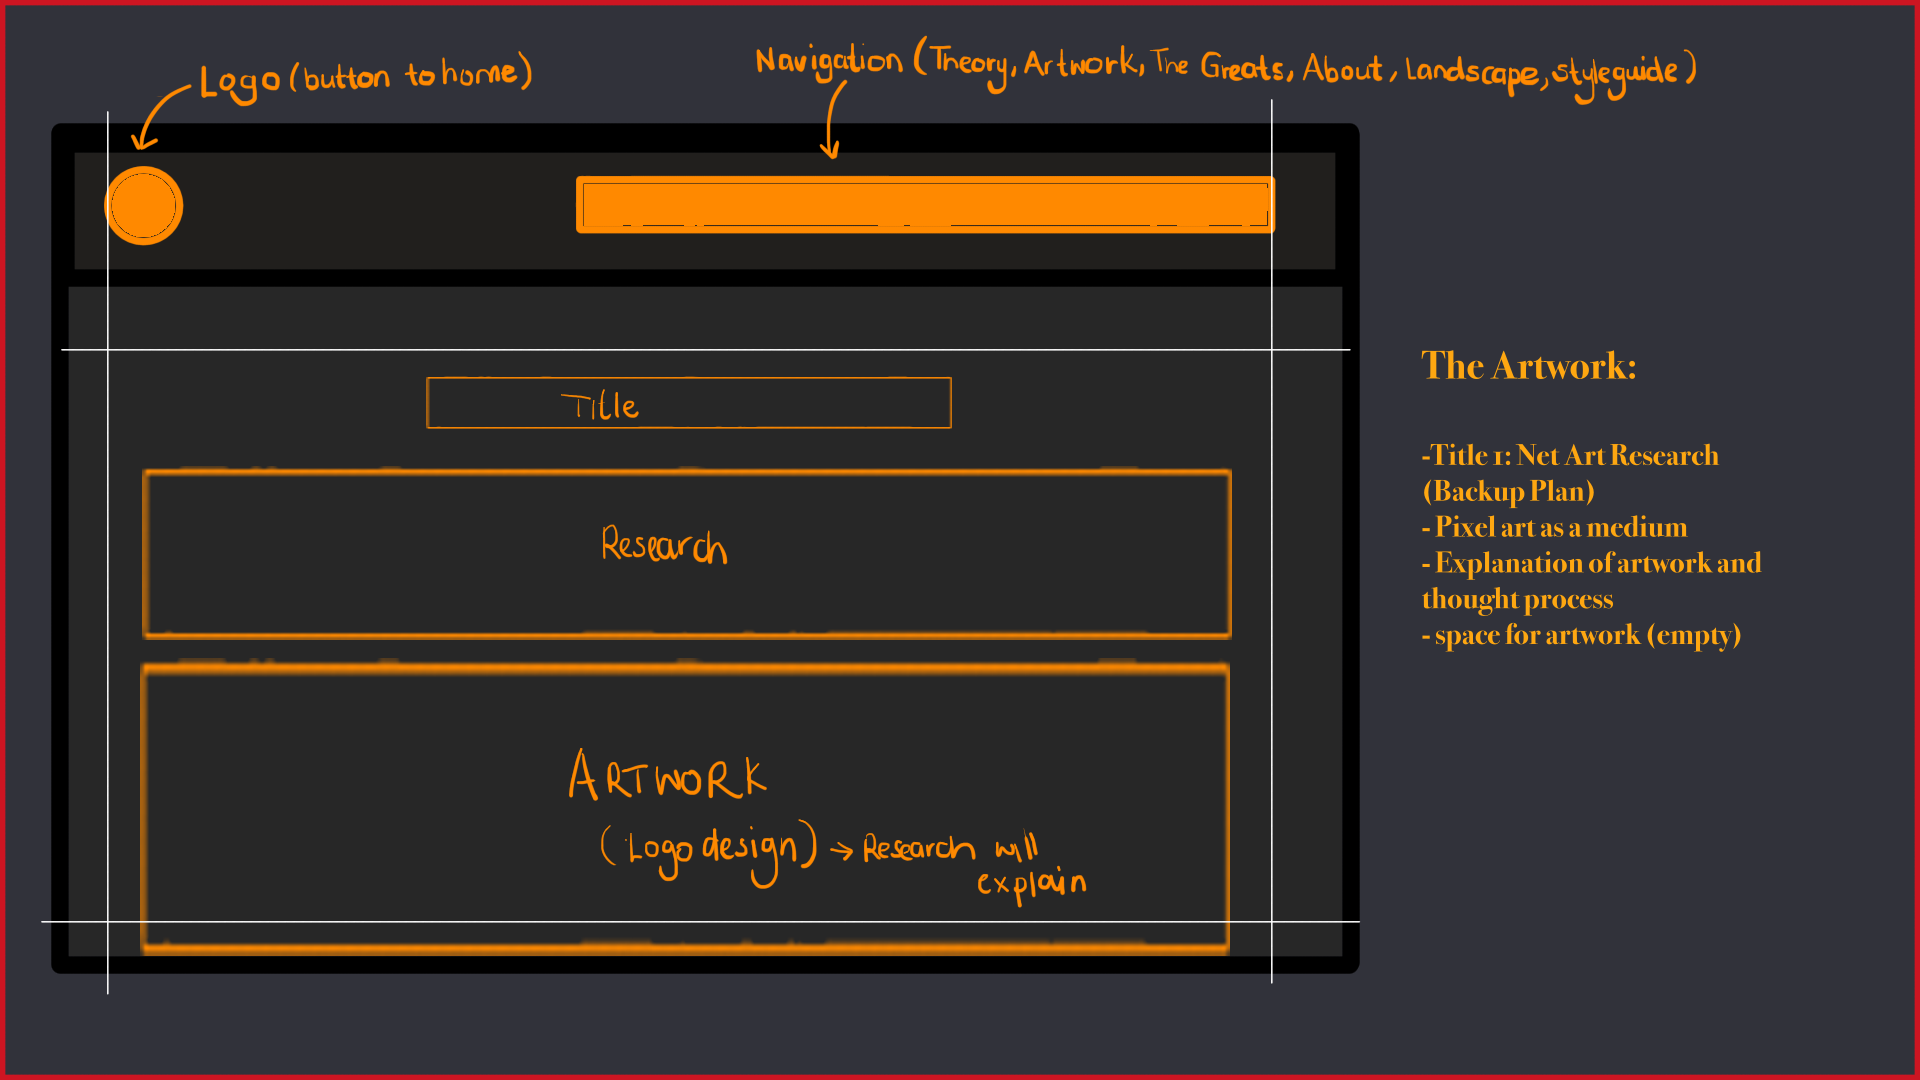 Logo (button to home)
Navigation (Theory, Artwork, The Greats, About, Landscape, styleguide)
Title
Research
ARTWORK
(Logo design) → Research will
explain
The Artwork:
-Title 1: Net Art Research
(Backup Plan)
- Pixel art as a medium
- Explanation of artwork and
thought process
- space for artwork (empty)